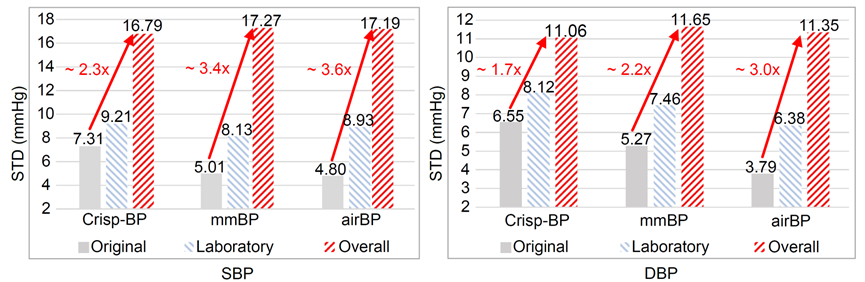 18
16
14
12
10
8
6
4
2
STD (mmHg)
7.31
9.21
16.79
5.01
8.13
17.27
4.80
8.93
17.19
~ 2.3x
~ 3.4x
~ 3.6x
Crisp-BP
mmBP
airBP
Original
Laboratory
Overall
SBP
12
11
10
9
8
7
6
5
4
3
2
STD (mmHg)
6.55
8.12
11.06
5.27
7.46
11.65
3.79
6.38
11.35
~ 1.7x
~ 2.2x
~ 3.0x
Crisp-BP
mmBP
airBP
Original
Laboratory
Overall
DBP